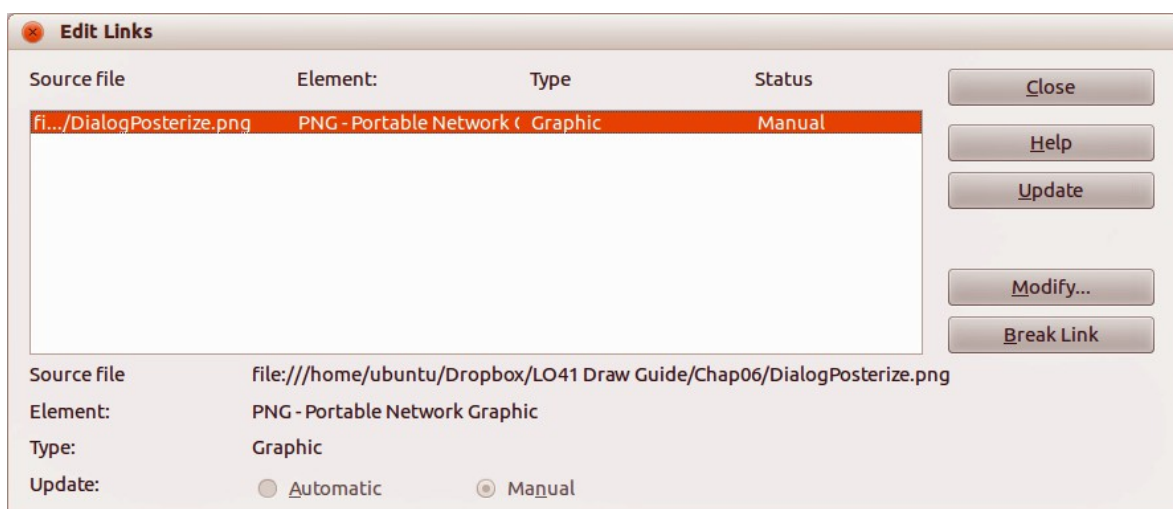 Edit Links
Source file Element: Type Status
Close
fi.../DialogPosterize.png PNG - Portable Network ( Graphic Manual
Help
Update
Modify...
Break Link
Source file file:///home/ubuntu/Dropbox/LO41 Draw Guide/Chap06/DialogPosterize.png
Element: PNG - Portable Network Graphic
Type: Graphic
Update: Automatic Manual